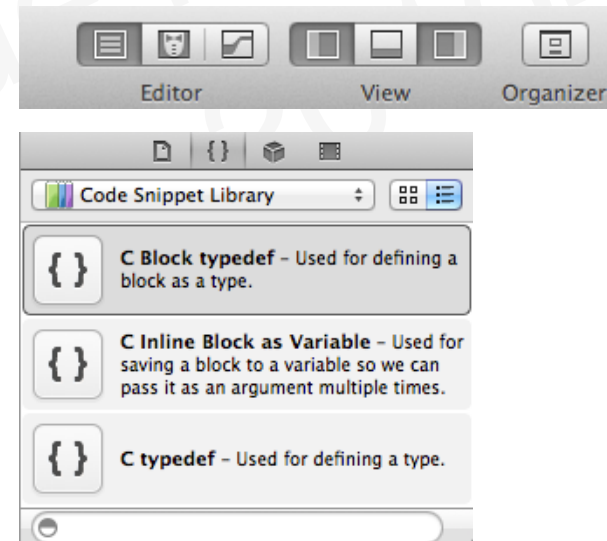 Editor View Organizer
{ }
Code Snippet Library
{ } C Block typedef – Used for defining a
block as a type.
{ } C Inline Block as Variable – Used for
saving a block to a variable so we can
pass it as an argument multiple times.
{ } C typedef – Used for defining a type.